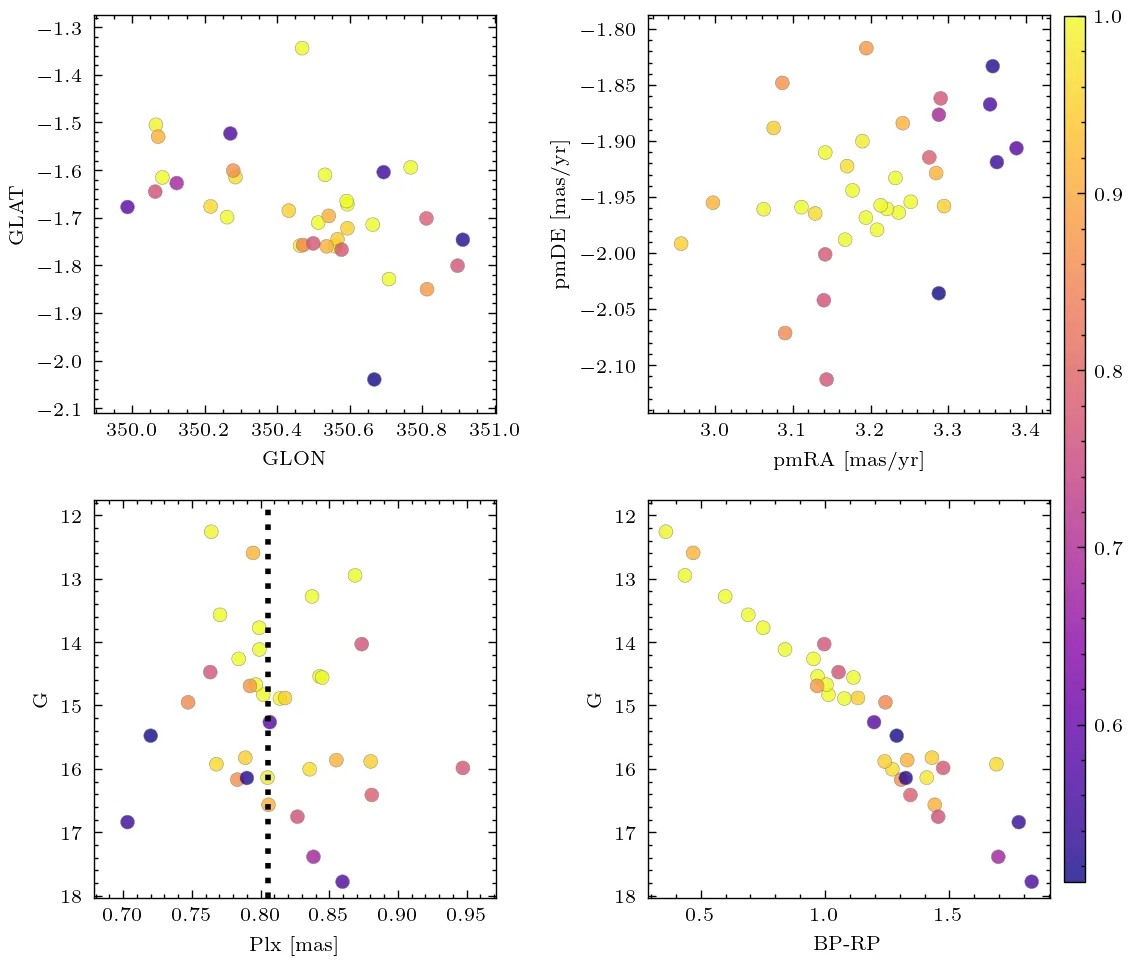 −1.3
−1.4
−1.5
−1.6
−1.7
−1.8
−1.9
−2.0
−2.1
GLAT
350.0 350.2 350.4 350.6 350.8 351.0
GLON
−1.80
−1.85
−1.90
−1.95
−2.00
−2.05
−2.10
pmDE [mas/yr]
3.0 3.1 3.2 3.3 3.4
pmRA [mas/yr]
1.0
0.9
0.8
0.7
0.6
12
13
14
15
16
17
18
G
0.70 0.75 0.80 0.85 0.90 0.95
Plx [mas]
12
13
14
15
16
17
18
G
0.5 1.0 1.5
BP-RP